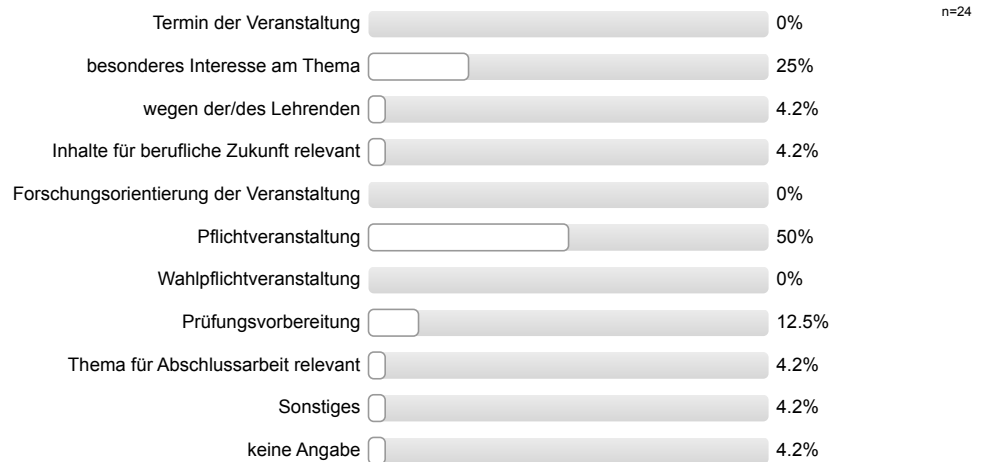 n=24
Termin der Veranstaltung 0%
besonderes Interesse am Thema 25%
wegen der/des Lehrenden 4.2%
Inhalte für berufliche Zukunft relevant 4.2%
Forschungsorientierung der Veranstaltung 0%
Pflichtveranstaltung 50%
Wahlpflichtveranstaltung 0%
Prüfungsvorbereitung 12.5%
Thema für Abschlussarbeit relevant 4.2%
Sonstiges 4.2%
keine Angabe 4.2%